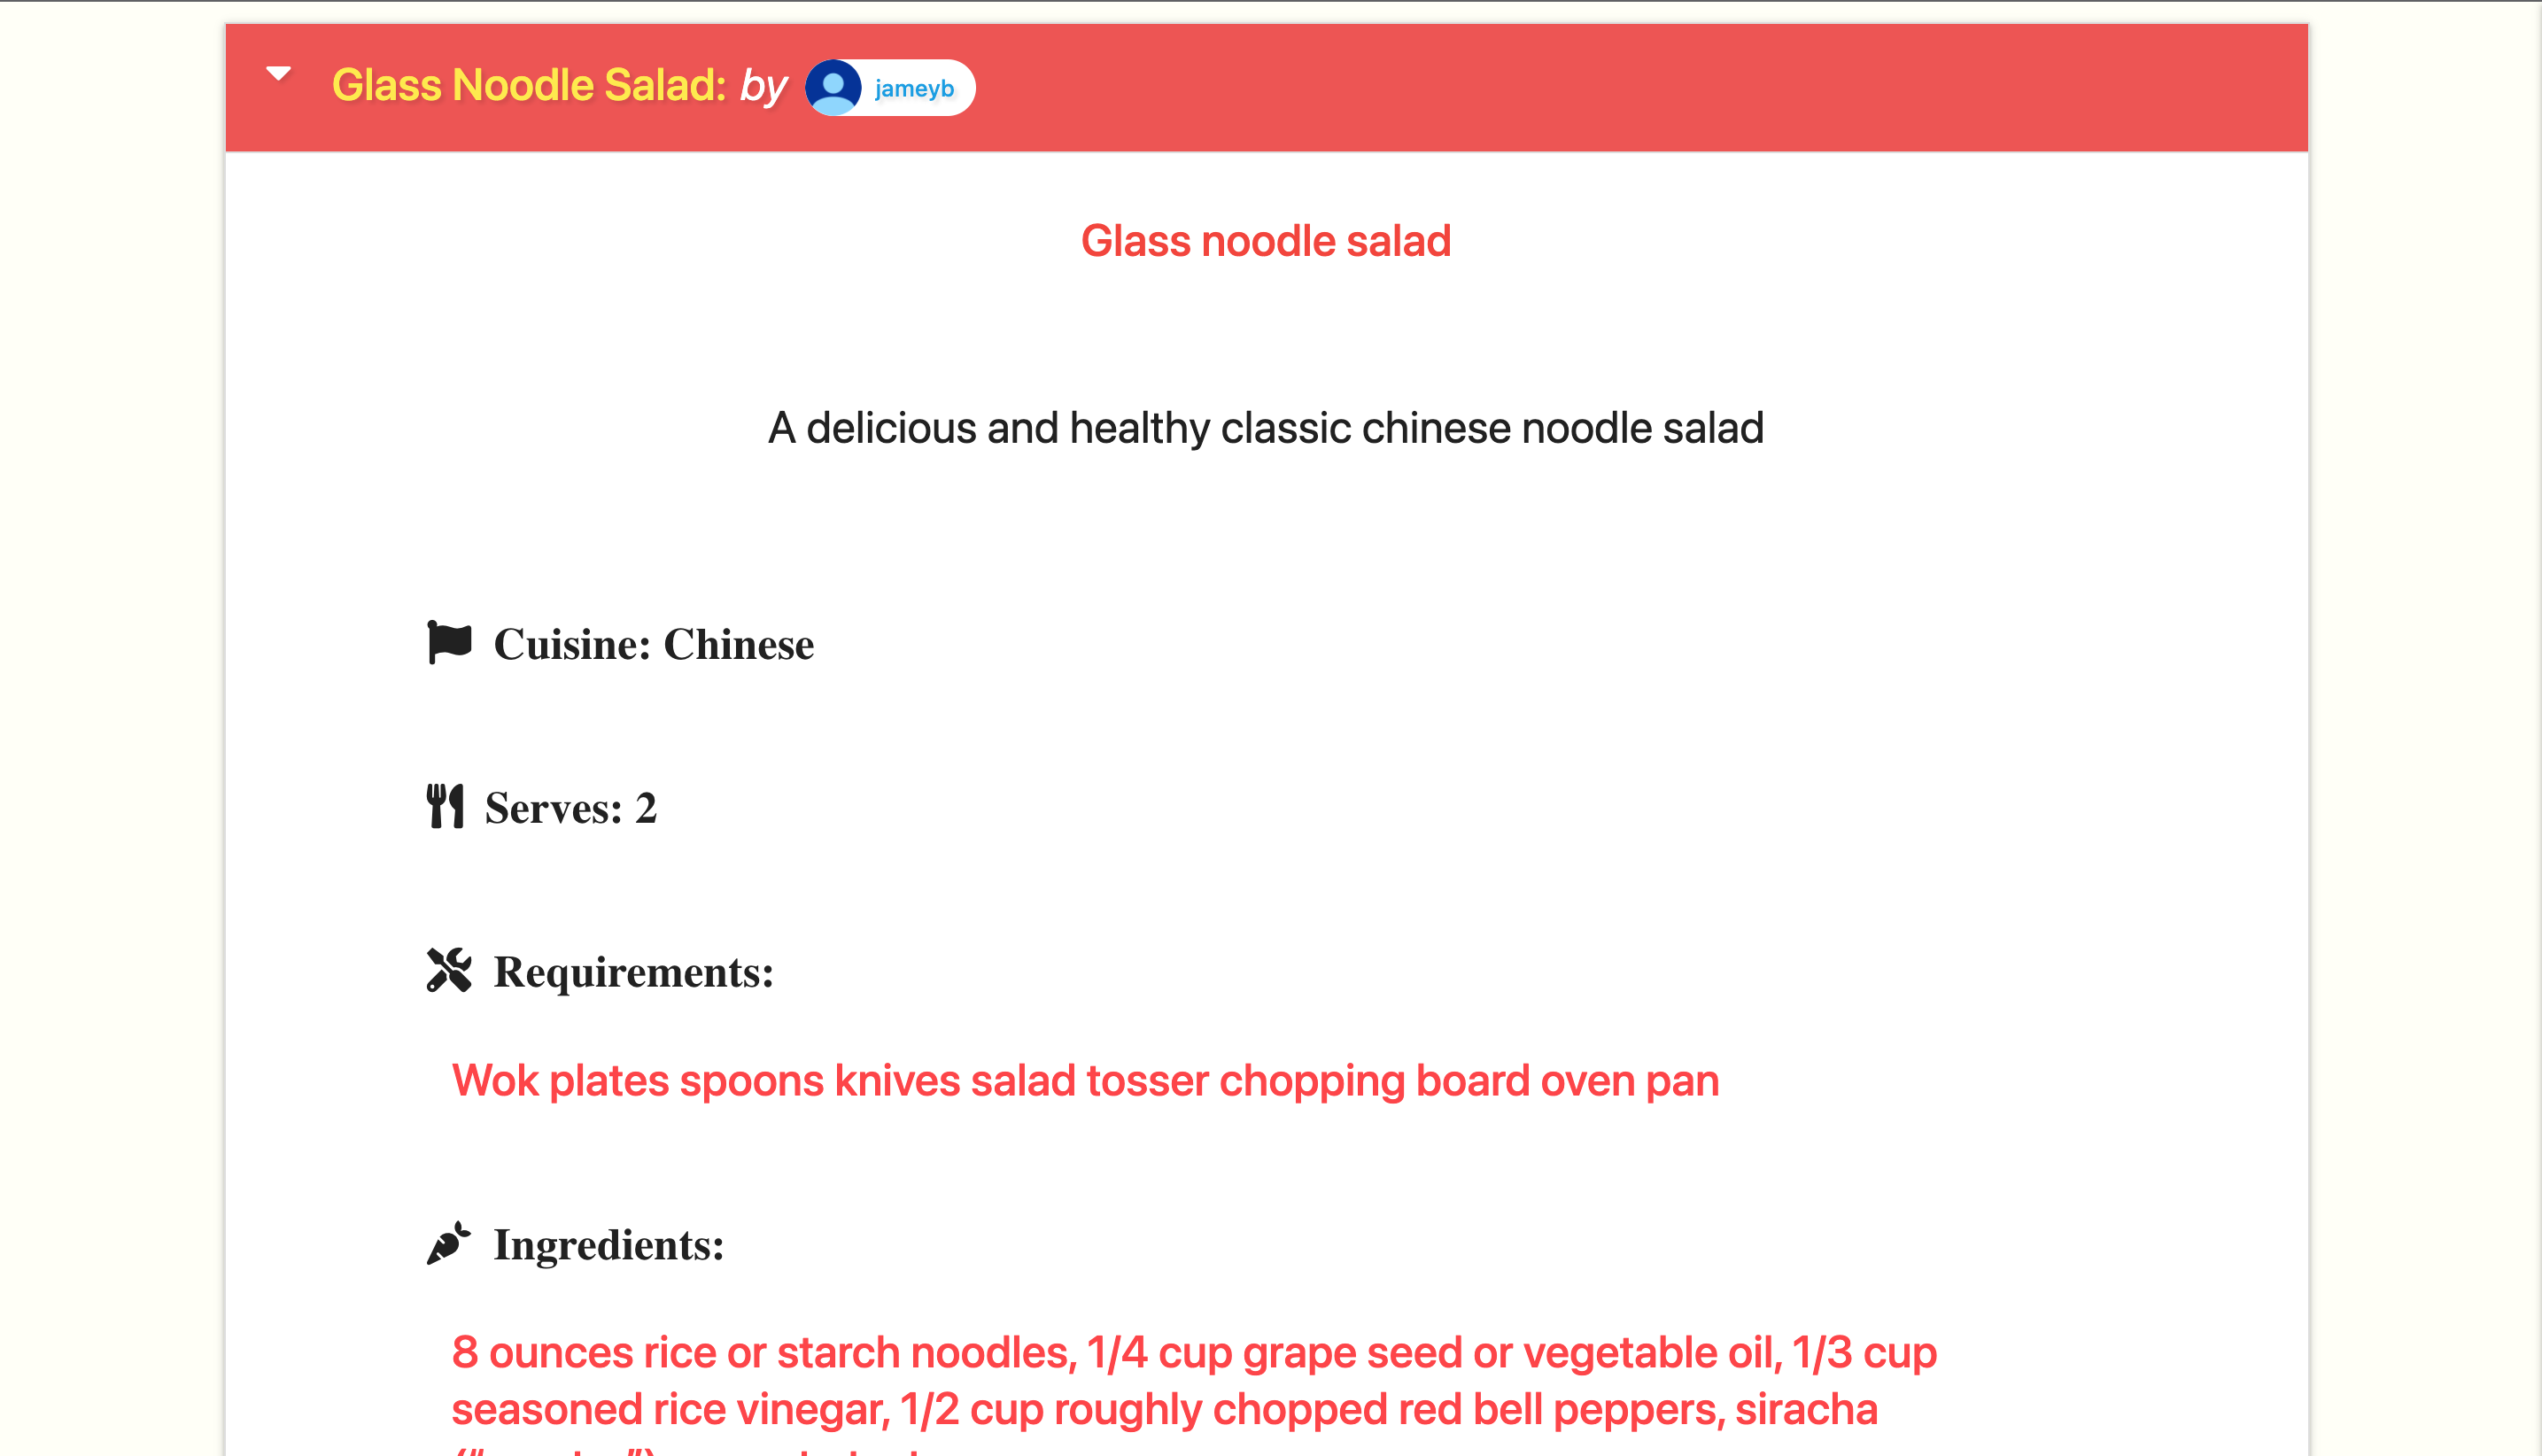 Glass Noodle Salad: by jameyb
Glass noodle salad
A delicious and healthy classic chinese noodle salad
Cuisine: Chinese
Serves: 2
Requirements:
Wok plates spoons knives salad tosser chopping board oven pan
Ingredients:
8 ounces rice or starch noodles, 1/4 cup grape seed or vegetable oil, 1/3 cup
seasoned rice vinegar, 1/2 cup roughly chopped red bell peppers, siracha